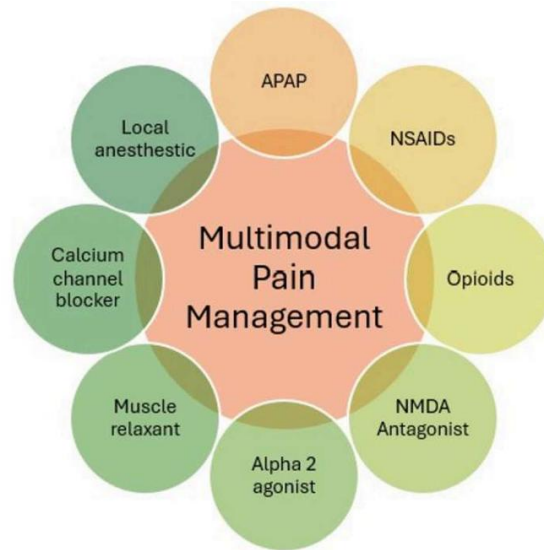 APAP
NSAIDs
Opioids
NMDA
Antagonist
Alpha 2
agonist
Muscle
relaxant
Calcium
channel
blocker
Local
anesthestic
Multimodal
Pain
Management